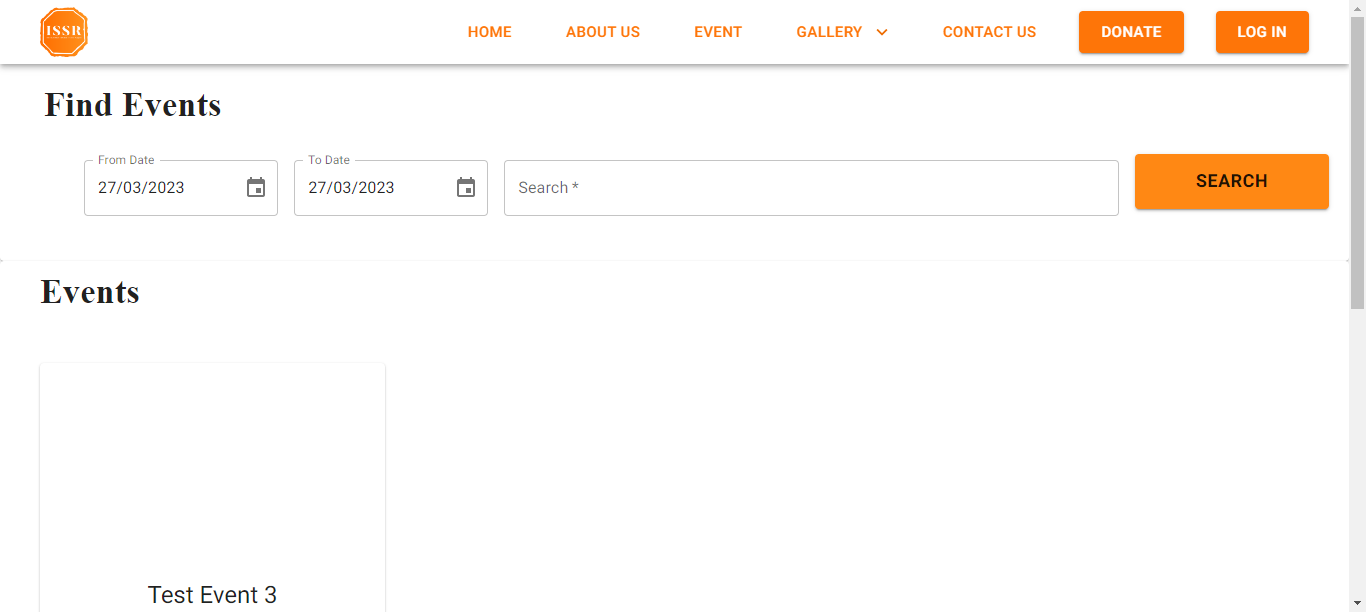 ISSR
HOME ABOUT US EVENT GALLERY CONTACT US DONATE LOG IN
Find Events
From Date To Date
27/03/2023 27/03/2023 Search * SEARCH
Events
Test Event 3